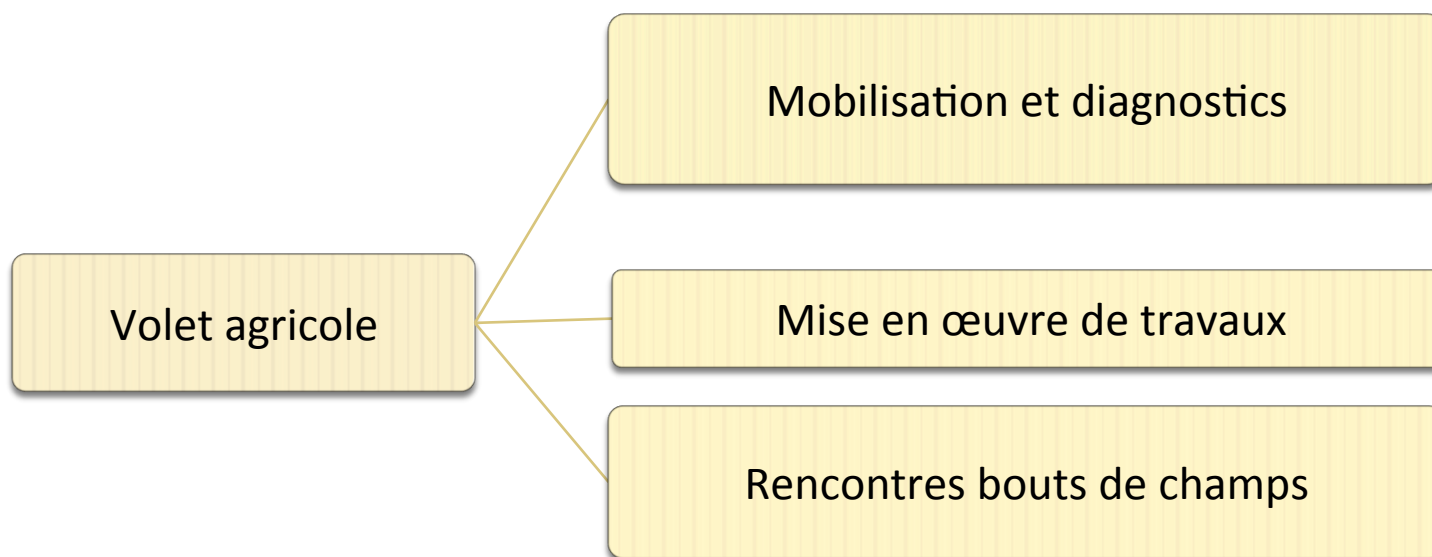 Mobilisation et diagnostics
Volet agricole
Mise en œuvre de travaux
Rencontres bouts de champs